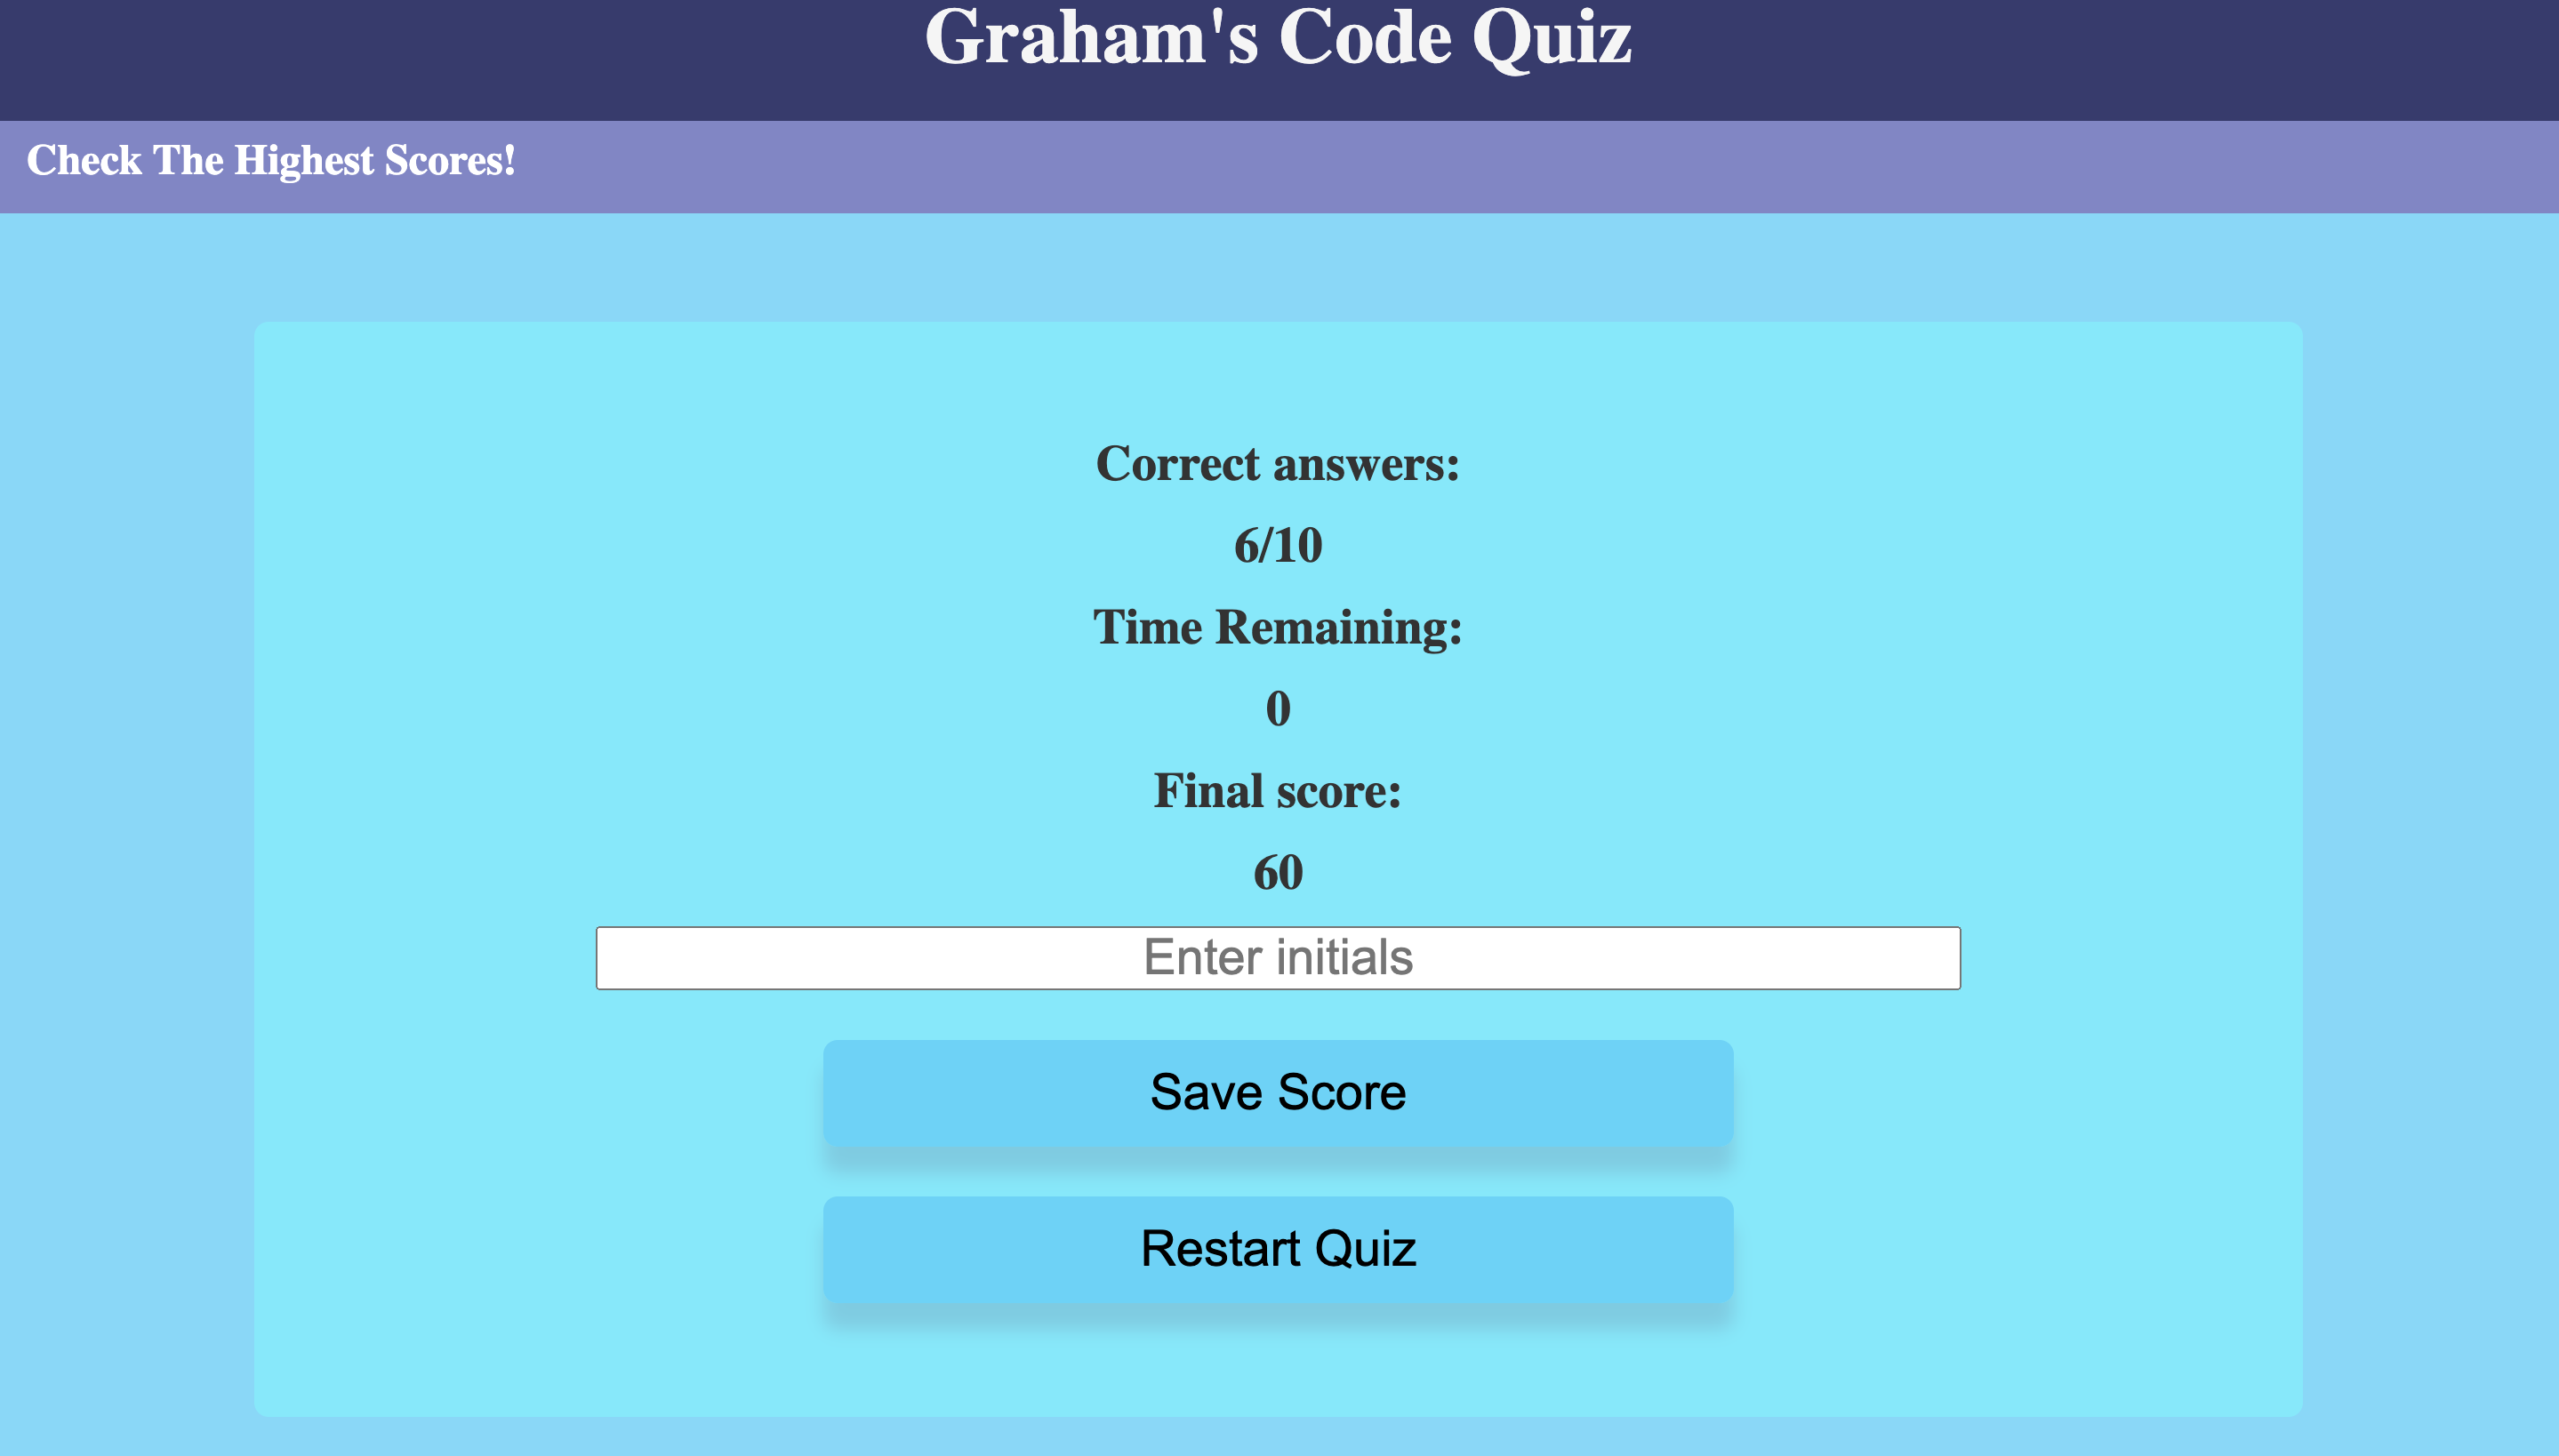 Graham's Code Quiz
Check The Highest Scores!
Correct answers:
6/10
Time Remaining:
0
Final score:
60
Enter initials
Save Score
Restart Quiz